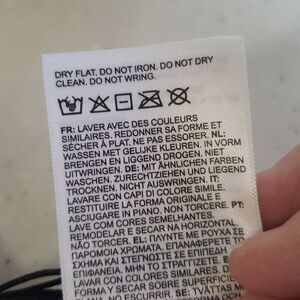 DRY FLAT. DO NOT IRON. DO NOT DRY
CLEAN. DO NOT WRING.
FR: LAVER AVEC DES COULEURS
SIMILAIRES. REDONNER SA FORME ET
SÉCHER À PLAT. NE PAS ESSORER. NL:
WASSEN MET GELIJKE KLEUREN. IN VORM
BRENGEN EN LIGGEND DROGEN. NIET
UITWRINGEN. DE: MIT ÄHNLICHEN FARBEN
WASCHEN. ZURECHTZIEHEN UND LIEGEND
TROCKNEN. NICHT AUSWRINGEN. IT:
LAVARE CON CAPI DI COLORE SIMILE.
RESTITUIRE LA FORMA ORIGINALE E
ASCIUGARE IN PIANO. NON TORCERE. PT:
LAVE COM CORES SEMELHANTES.
REMODELAR E SECAR NA HORIZONTAL.
NÃO TORCER. EL: ΠΛΥΝΤΕ ΜΕ ΡΟΥΧΑ ΣΕ
ΠΑΡΟΜΟΙΑ ΧΡΩΜΑΤΑ. ΕΠΑΝΑΦΕΡΕΤΕ ΤΟ
ΣΧΗΜΑ ΚΑΙ ΣΤΕΓΝΩΣΤΕ ΣΕ ΕΠΙΠΕΔΗ
ΕΠΙΦΑΝΕΙΑ. ΜΗΝ ΤΟ ΣΤΥΒΕΤΕ.
LAVAR CON COLORES SIMILARES.
Y SECAR SOBRE SUPERFICIE
NO ESCURRIR.